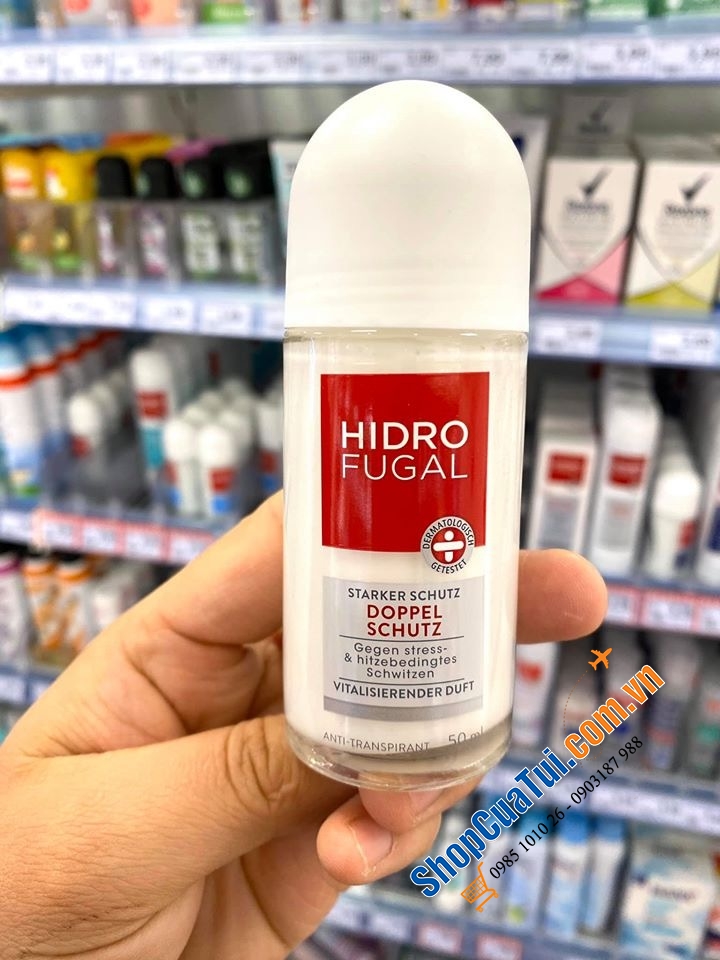 HIDRO
FUGAL
DERMATOLOGISCH
GETESTET
STARKER SCHUTZ
DOPPEL
SCHUTZ
Gegen stress-
& hitzebedingtes
Schwitzen
VITALISIERENDER DUFT
ANTI-TRANSPIRANT 50 ml
ShopCuaTui.com.vn
0985 1010 26 - 0903187 988